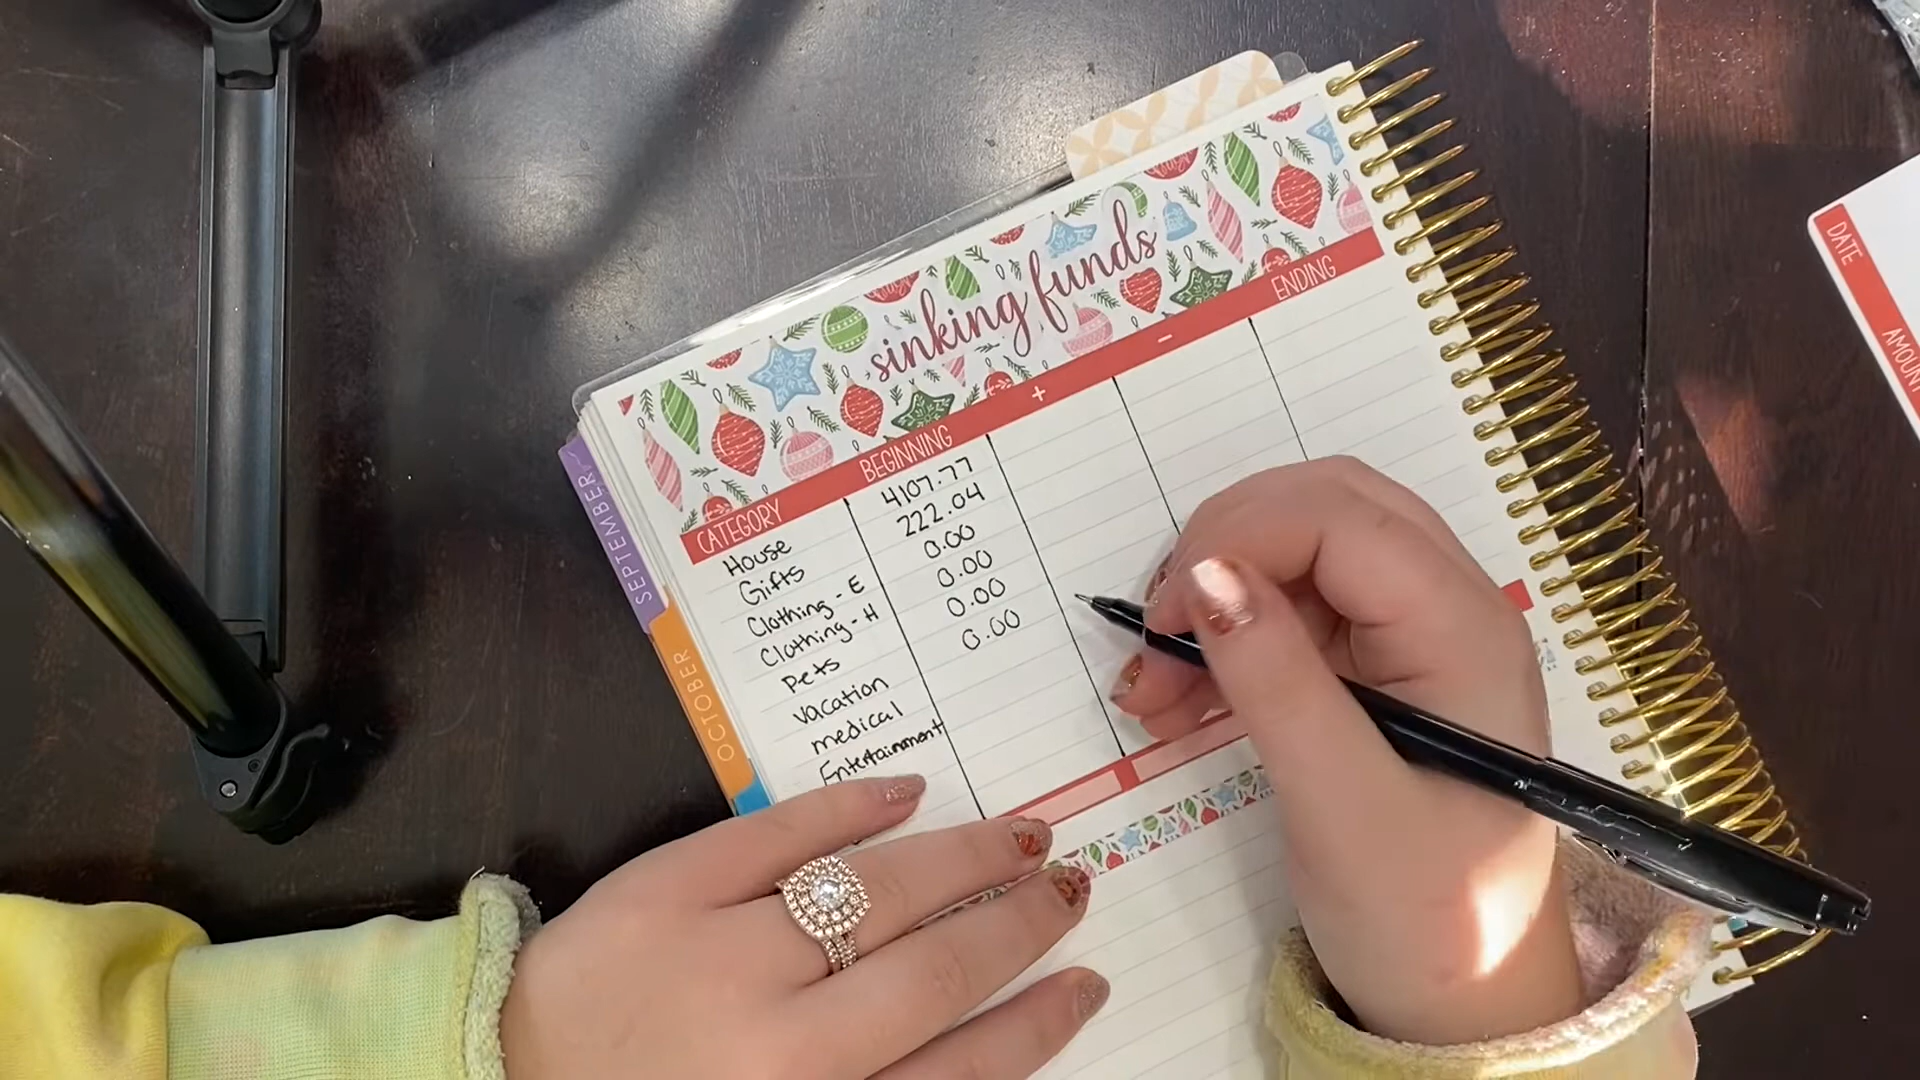 sinking funds
CATEGORY BEGINNING + - ENDING
House 4107.77
Gifts 222.04
Clothing - E 0.00
Clothing - H 0.00
Pets 0.00
Vacation 0.00
medical
Entertainment
SEPTEMBER
OCTOBER
DATE
AMOUNT